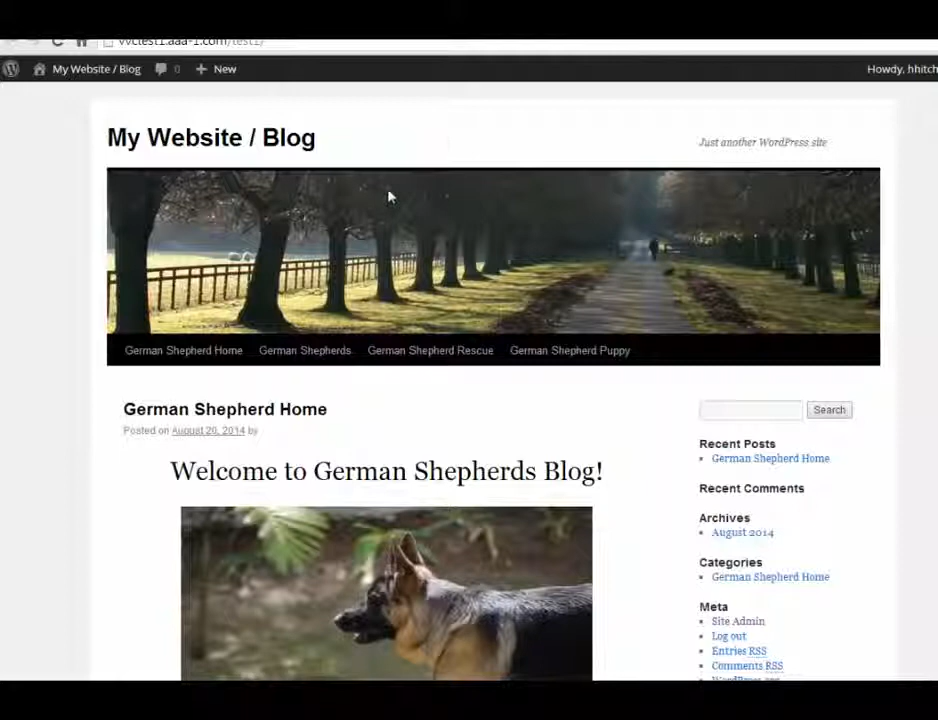 My Website / Blog 0 + New Howdy, hhitch
My Website / Blog
Just another WordPress site
German Shepherd Home German Shepherds German Shepherd Rescue German Shepherd Puppy
German Shepherd Home
Posted on August 20, 2014 by
Welcome to German Shepherds Blog!
Search
Recent Posts
German Shepherd Home
Recent Comments
Archives
August 2014
Categories
German Shepherd Home
Meta
Site Admin
Log out
Entries RSS
Comments RSS